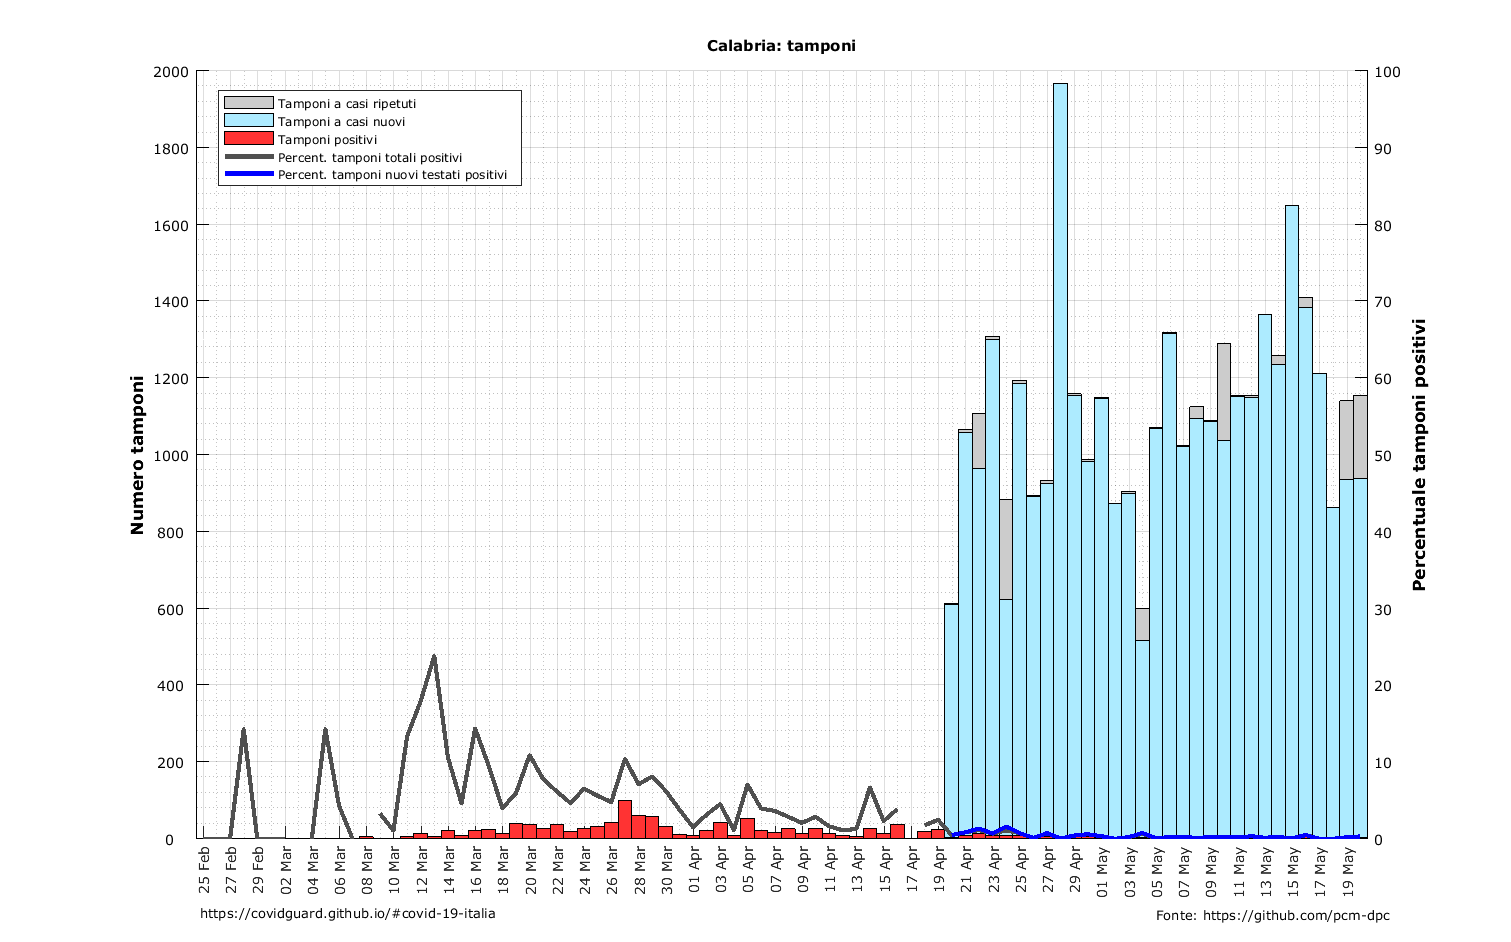 Calabria: tamponi
Tamponi a casi ripetuti
Tamponi a casi nuovi
Tamponi positivi
Percent. tamponi totali positivi
Percent. tamponi nuovi testati positivi
Numero tamponi
2000
1800
1600
1400
1200
1000
800
600
400
200
0
Percentuale tamponi positivi
100
90
80
70
60
50
40
30
20
10
0
25 Feb
27 Feb
29 Feb
02 Mar
04 Mar
06 Mar
08 Mar
10 Mar
12 Mar
14 Mar
16 Mar
18 Mar
20 Mar
22 Mar
24 Mar
26 Mar
28 Mar
30 Mar
01 Apr
03 Apr
05 Apr
07 Apr
09 Apr
11 Apr
13 Apr
15 Apr
17 Apr
19 Apr
21 Apr
23 Apr
25 Apr
27 Apr
29 Apr
01 May
03 May
05 May
07 May
09 May
11 May
13 May
15 May
17 May
19 May
https://covidguard.github.io/#covid-19-italia
Fonte: https://github.com/pcm-dpc